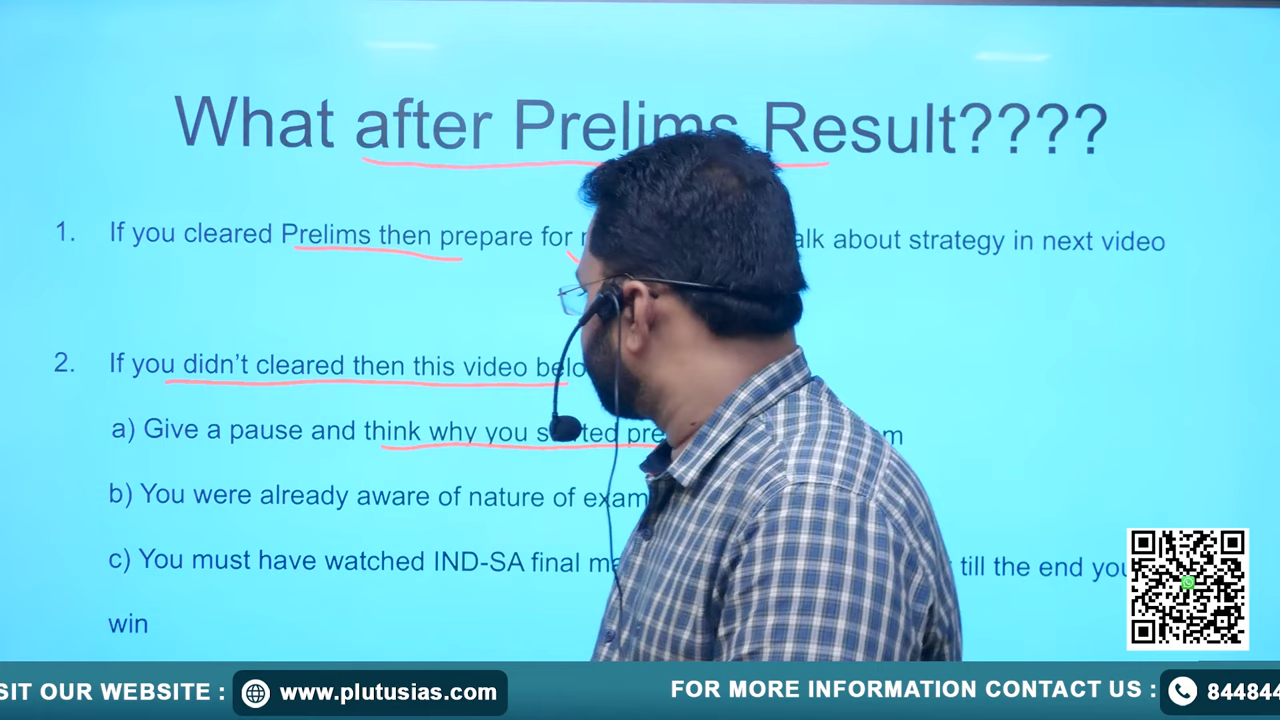 What after Prelims Result????
1. If you cleared Prelims then prepare for alk about strategy in next video
2. If you didn't cleared then this video belo
a) Give a pause and think why you started pre m
b) You were already aware of nature of exam
c) You must have watched IND-SA final ma till the end you
win
SIT OUR WEBSITE : www.plutusias.com FOR MORE INFORMATION CONTACT US : 84484